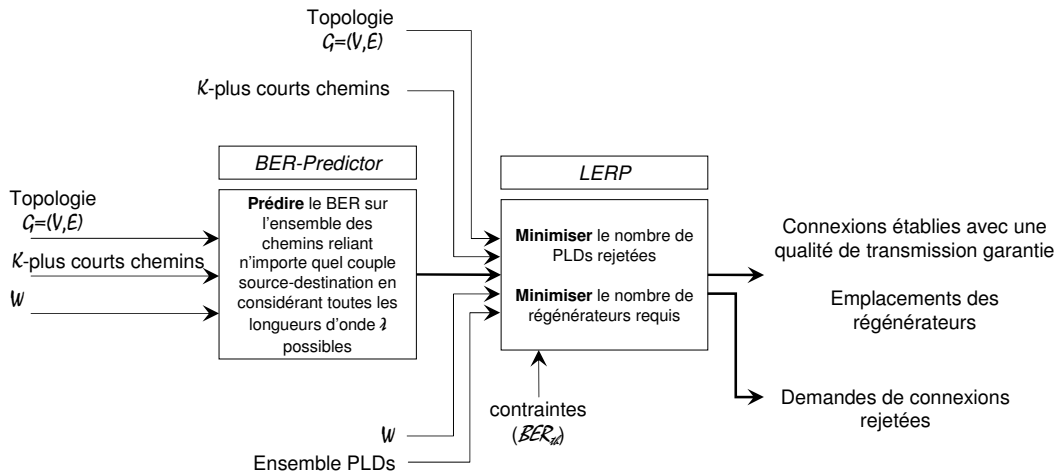 Topologie
G=(V,E)
K-plus courts chemins
BER-Predictor
LERP
Topologie
G=(V,E)
K-plus courts chemins
W
Prédire le BER sur
l'ensemble des
chemins reliant
n'importe quel couple
source-destination en
considérant toutes les
longueurs d'onde λ
possibles
Minimiser le nombre de
PLDs rejetées
Minimiser le nombre de
régénérateurs requis
Connexions établies avec une
qualité de transmission garantie
Emplacements des
régénérateurs
Demandes de connexions
rejetées
contraintes
(BERth)
W
Ensemble PLDs